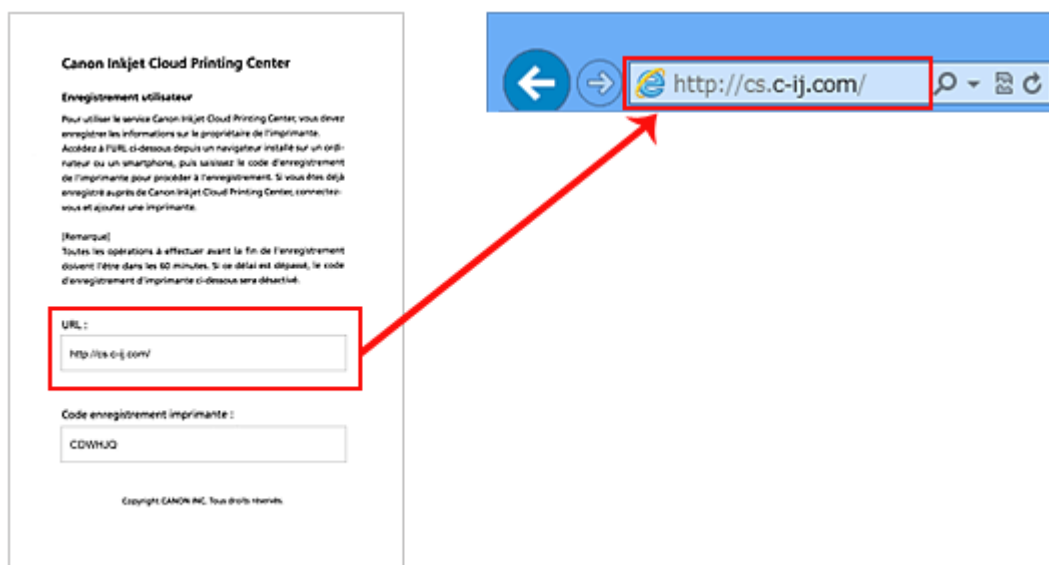 Canon Inkjet Cloud Printing Center
Enregistrement utilisateur
Pour utiliser le service Canon Inkjet Cloud Printing Center, vous devez
enregistrer les informations sur le propriétaire de l'imprimante.
Accédez à l'URL ci-dessous depuis un navigateur installé sur un ordi-
nateur ou un smartphone, puis saisissez le code d'enregistrement
de l'imprimante pour procéder à l'enregistrement. Si vous êtes déjà
enregistré auprès de Canon Inkjet Cloud Printing Center, connectez-
vous et ajoutez une imprimante.
[Remarque]
Toutes les opérations à effectuer avant la fin de l'enregistrement
doivent l'être dans les 60 minutes. Si ce délai est dépassé, le code
d'enregistrement d'imprimante ci-dessous sera désactivé.
URL :
http://cs.c-ij.com/
Code enregistrement imprimante :
CDWHJQ
Copyright CANON INC. Tous droits réservés.
http://cs.c-ij.com/